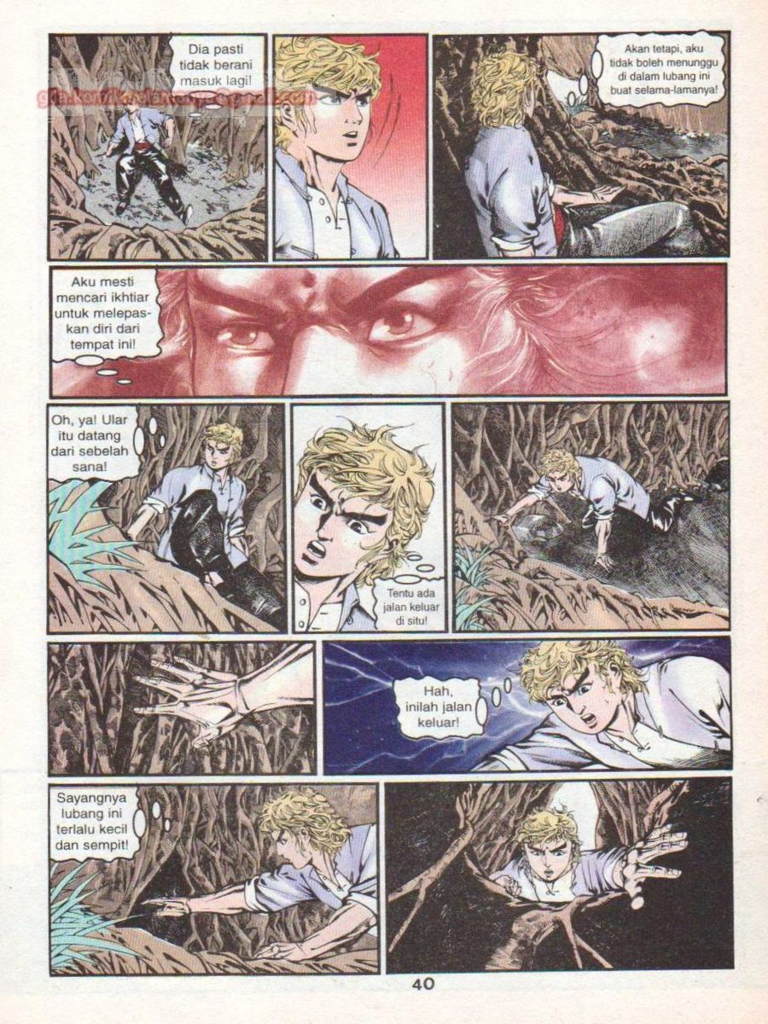 Dia pasti
tidak berani
masuk lagi!
Akan tetapi, aku
tidak boleh menunggu
di dalam lubang ini
buat selama-lamanya!
Aku mesti
mencari ikhtiar
untuk melepas-
kan diri dari
tempat ini!
Oh, ya! Ular
itu datang
dari sebelah
sana!
Tentu ada
jalan keluar
di situ!
Hah,
inilah jalan
keluar!
Sayangnya
lubang ini
terlalu kecil
dan sempit!
40